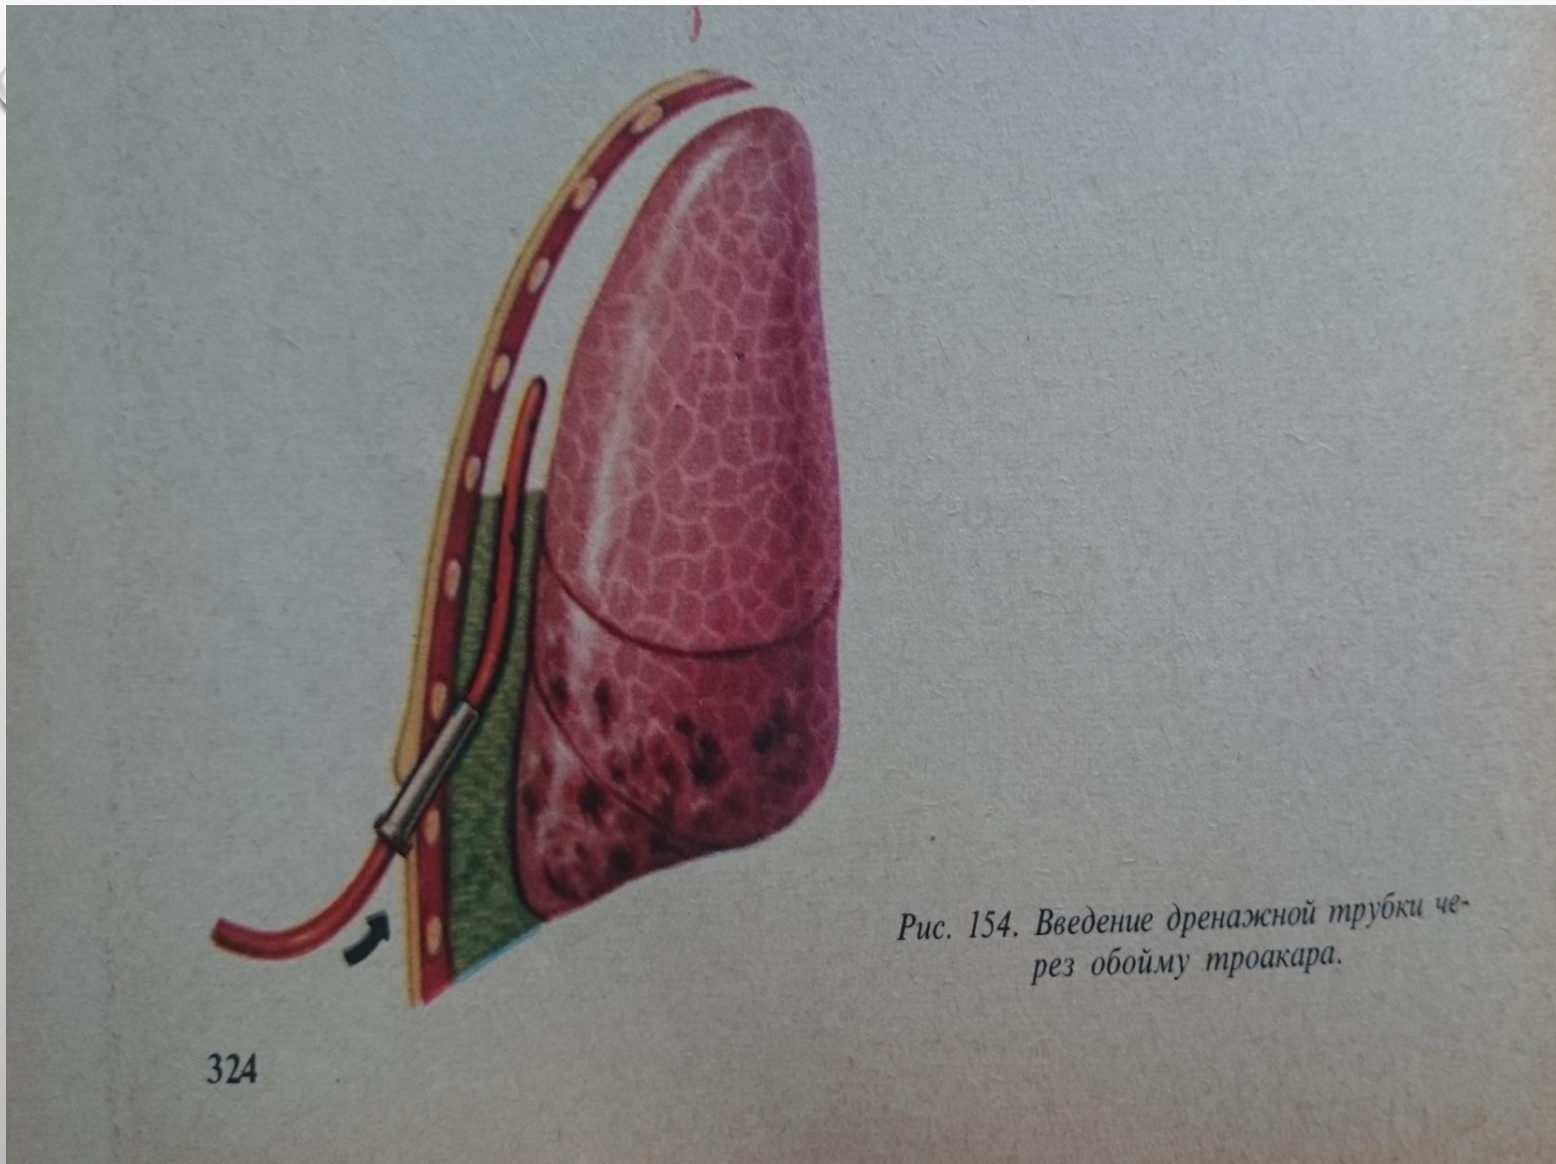 Рис. 154. Введение дренажной трубки че-
рез обойму троакара.
324